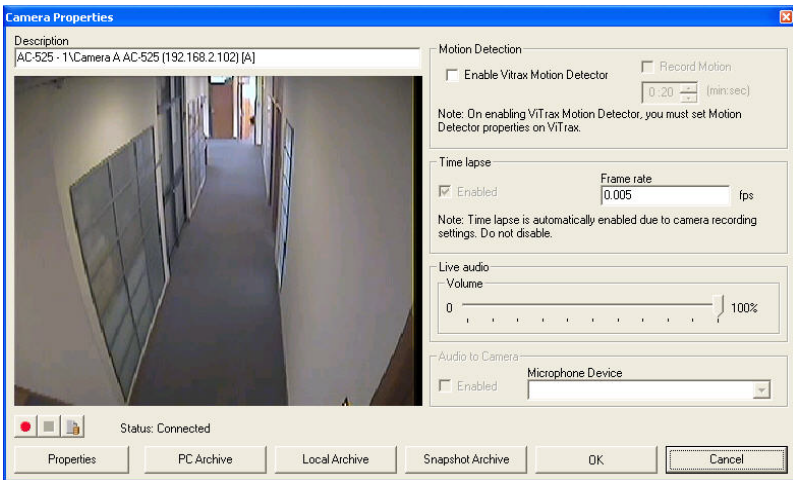 Camera Properties
Description
AC-525 - 1\Camera A AC-525 (192.168.2.102) [A]
Motion Detection
Enable Vitrax Motion Detector
Record Motion
0:20
(min:sec)
Note: On enabling ViTrax Motion Detector, you must set Motion
Detector properties on ViTrax.
Time lapse
Enabled
Frame rate
0.005
fps
Note: Time lapse is automatically enabled due to camera recording
settings. Do not disable.
Live audio
Volume
0
100%
Audio to Camera
Enabled
Microphone Device
Status: Connected
Properties
PC Archive
Local Archive
Snapshot Archive
OK
Cancel